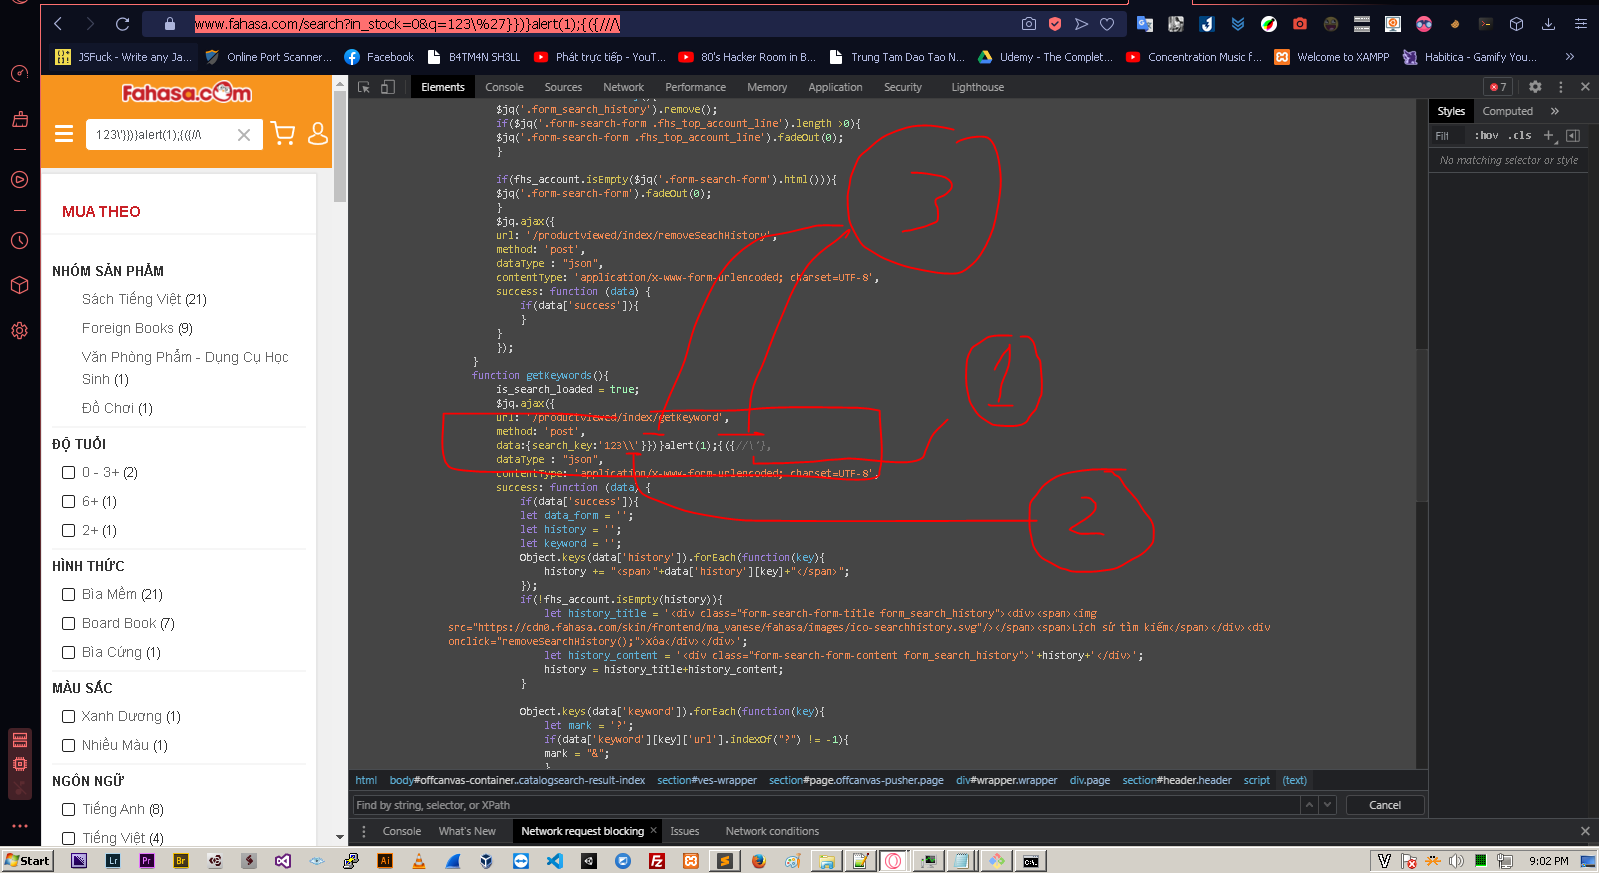 www.fahasa.com/search?in_stock=0&q=123\%27}})}alert(1);{({///\
JSFuck - Write any Ja...
Online Port Scanner...
Facebook
B4TM4N SH3LL
Phát trực tiếp - YouT...
80's Hacker Room in B...
Trung Tam Dao Tao N...
Udemy - The Complet...
Concentration Music f...
Welcome to XAMPP
Habitica - Gamify You...
»
Fahasa.com
123\'}})}alert(1);{({//\
MUA THEO
NHÓM SẢN PHẨM
Sách Tiếng Việt (21)
Foreign Books (9)
Văn Phòng Phẩm - Dụng Cụ Học
Sinh (1)
Đồ Chơi (1)
ĐỘ TUỔI
0 - 3+ (2)
6+ (1)
2+ (1)
HÌNH THỨC
Bìa Mềm (21)
Board Book (7)
Bìa Cứng (1)
MÀU SẮC
Xanh Dương (1)
Nhiều Màu (1)
NGÔN NGỮ
Tiếng Anh (8)
Tiếng Việt (4)
Elements
Console
Sources
Network
Performance
Memory
Application
Security
Lighthouse
7
$jq('.form_search_history').remove();
if($jq('.form-search-form .fhs_top_account_line').length >0){
$jq('.form-search-form .fhs_top_account_line').fadeOut(0);
}
if(fhs_account.isEmpty($jq('.form-search-form').html())){
$jq('.form-search-form').fadeOut(0);
}
$jq.ajax({
url: '/productviewed/index/removeSeachHistory',
method: 'post',
dataType : "json",
contentType: 'application/x-www-form-urlencoded; charset=UTF-8',
success: function (data) {
if(data['success']){
}
}
});
}
function getKeywords(){
is_search_loaded = true;
$jq.ajax({
url: '/productviewed/index/getKeyword',
method: 'post',
data:{search_key:'123\\'}})}alert(1);{({//\'},
dataType : "json",
contentType: 'application/x-www-form-urlencoded; charset=UTF-8',
success: function (data) {
if(data['success']){
let data_form = '';
let history = '';
let keyword = '';
Object.keys(data['history']).forEach(function(key){
history += "<span>"+data['history'][key]+"</span>";
});
if(!fhs_account.isEmpty(history)){
let history_title = '<div class="form-search-form-title form_search_history"><div><span><img
src="https://cdn0.fahasa.com/skin/frontend/ma_vanese/fahasa/images/ico-searchhistory.svg"/></span><span>Lịch sử tìm kiếm</span></div><div
onclick="removeSearchHistory();">Xóa</div></div>';
let history_content = '<div class="form-search-form-content form_search_history">'+history+'</div>';
history = history_title+history_content;
}
Object.keys(data['keyword']).forEach(function(key){
let mark = '?';
if(data['keyword'][key]['url'].indexOf("?") != -1){
mark = "&";
}
3
1
2
Styles
Computed
»
Filt
:hov
.cls
+
No matching selector or style
html
body#offcanvas-container..catalogsearch-result-index
section#ves-wrapper
section#page.offcanvas-pusher.page
div#wrapper.wrapper
div.page
section#header.header
script
(text)
Find by string, selector, or XPath
Cancel
Console
What's New
Network request blocking
Issues
Network conditions
Start
9:02 PM